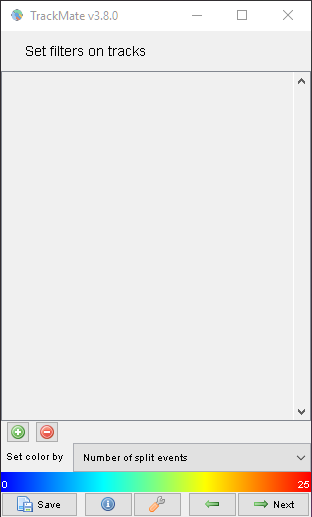 TrackMate v3.8.0
Set filters on tracks
Set color by
Number of split events
0
25
Save
Next